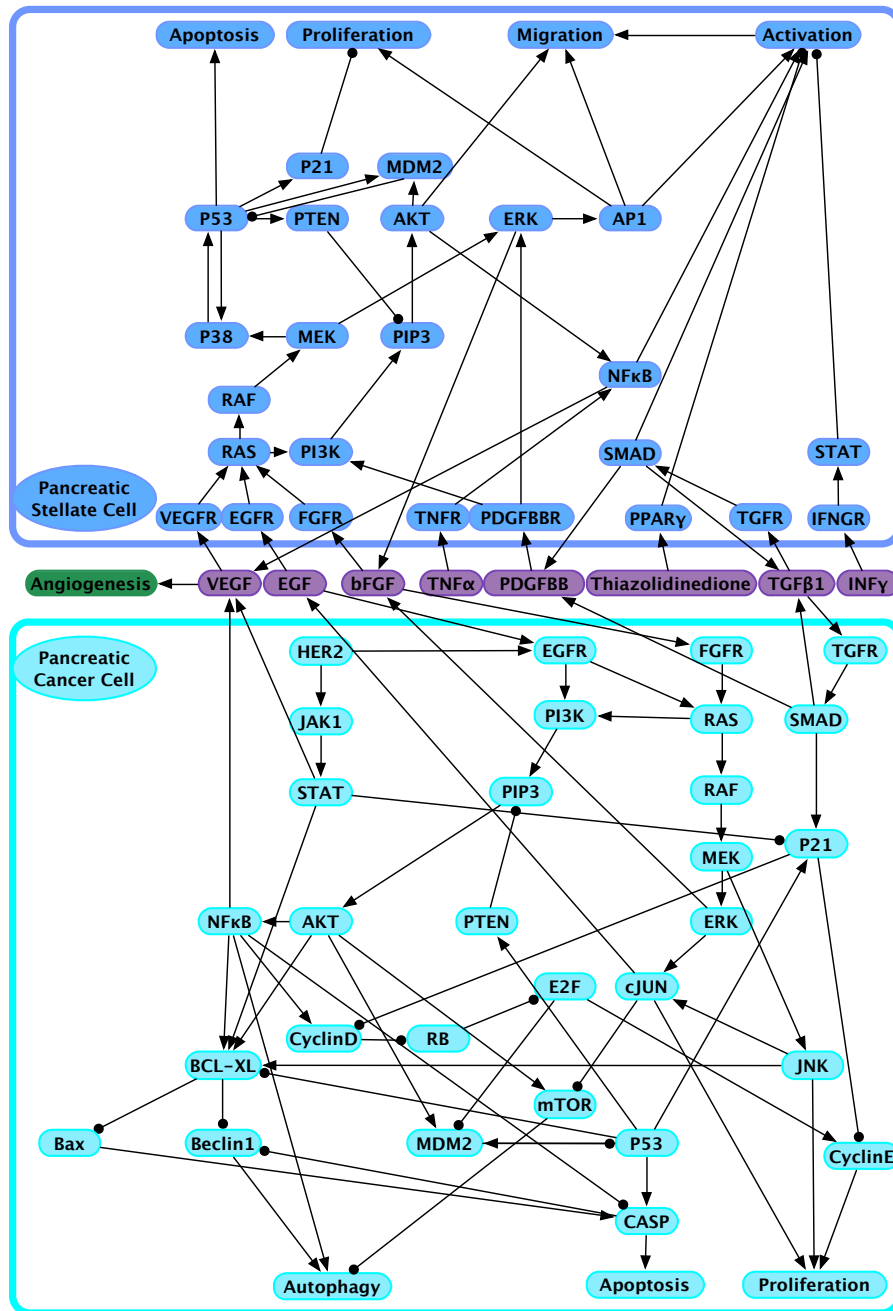 Apoptosis
Proliferation
Migration
Activation
P21
MDM2
P53
PTEN
AKT
ERK
AP1
P38
MEK
PIP3
NFκB
RAF
RAS
PI3K
SMAD
STAT
Pancreatic
Stellate Cell
VEGFR
EGFR
FGFR
TNFR
PDGFBBR
PPARγ
TGFR
IFNGR
Angiogenesis
VEGF
EGF
bFGF
TNFα
PDGFBB
Thiazolidinedione
TGFβ1
INFγ
Pancreatic
Cancer Cell
HER2
EGFR
FGFR
TGFR
JAK1
PI3K
RAS
SMAD
STAT
PIP3
RAF
P21
MEK
NFκB
AKT
PTEN
ERK
E2F
cJUN
CyclinD
RB
BCL-XL
JNK
mTOR
Bax
Beclin1
MDM2
P53
CyclinE
CASP
Autophagy
Apoptosis
Proliferation